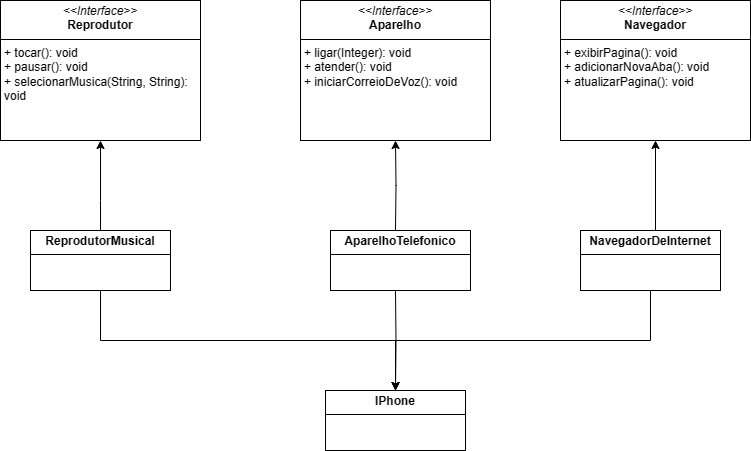 <<Interface>>
Reprodutor
+ tocar(): void
+ pausar(): void
+ selecionarMusica(String, String):
void
<<Interface>>
Aparelho
+ ligar(Integer): void
+ atender(): void
+ iniciarCorreioDeVoz(): void
<<Interface>>
Navegador
+ exibirPagina(): void
+ adicionarNovaAba(): void
+ atualizarPagina(): void
ReprodutorMusical
AparelhoTelefonico
NavegadorDeInternet
IPhone